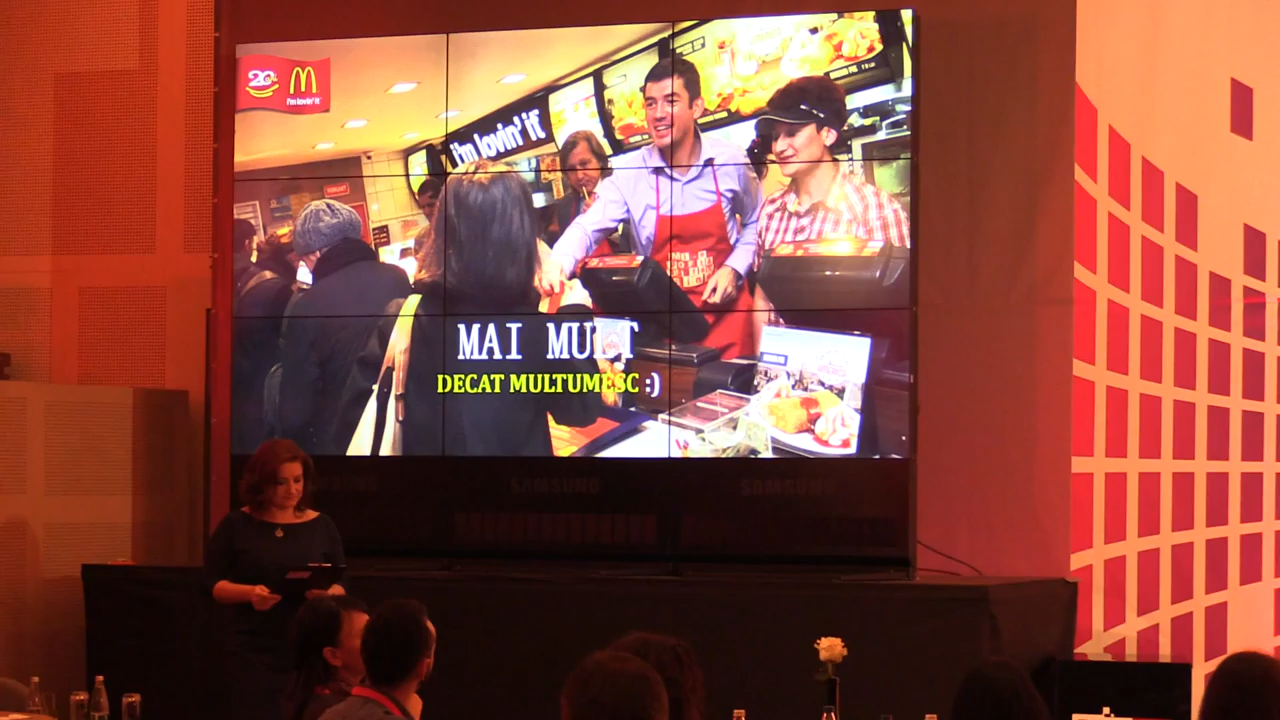 20
M
i'm lovin' it
i'm lovin' it
MAI MULT
DECAT MULTUMESC :)
SAMSUNG
SAMSUNG